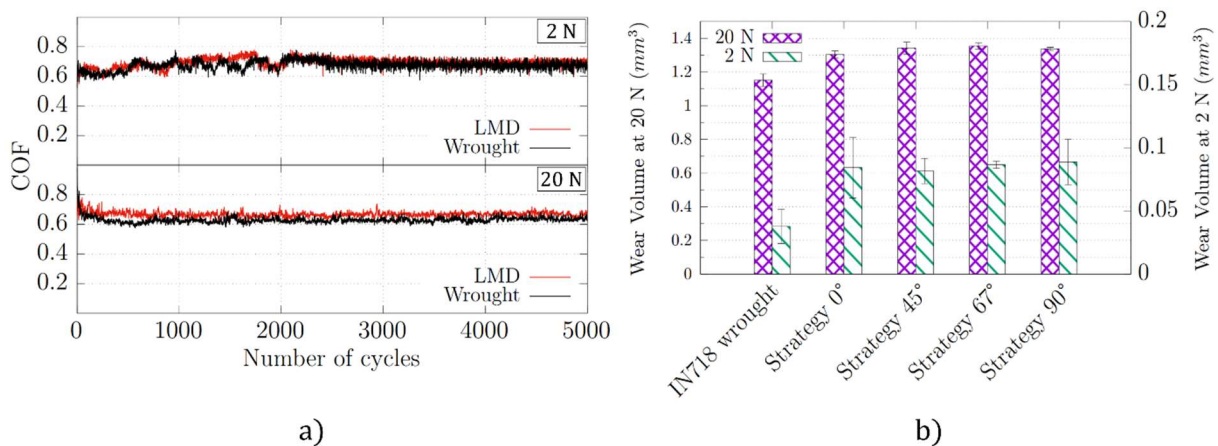 COF
0.8
0.6
0.4
0.2
2 N
LMD
Wrought
0.8
0.6
0.4
0.2
20 N
LMD
Wrought
0
1000
2000
3000
4000
5000
Number of cycles
a)
Wear Volume at 20 N (mm³)
1.4
1.2
1
0.8
0.6
0.4
0.2
0
20 N
2 N
0.2
0.15
0.1
0.05
0
Wear Volume at 2 N (mm³)
IN718 wrought
Strategy 0°
Strategy 45°
Strategy 67°
Strategy 90°
b)